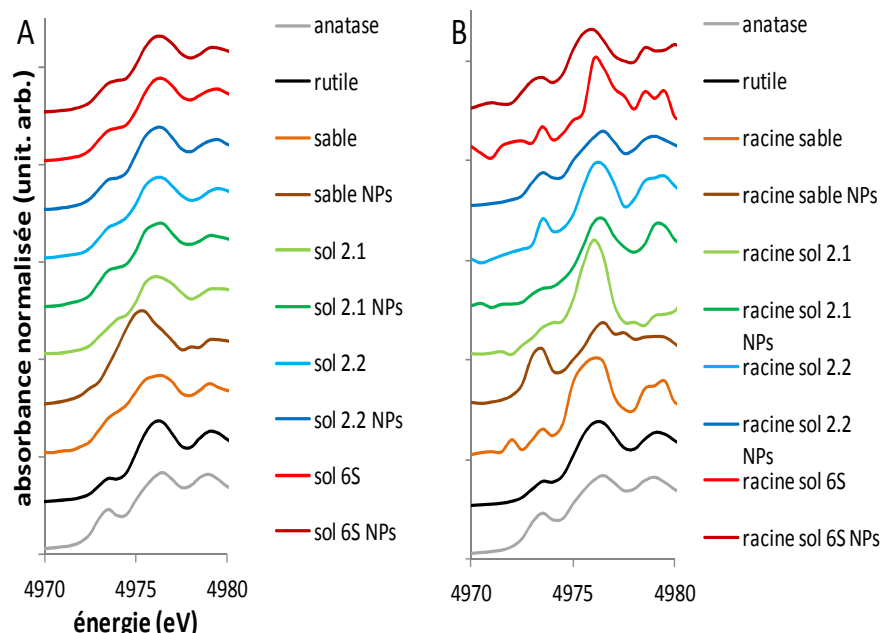 A
absorbance normalisée (unit. arb.)
4970
4975
4980
énergie (eV)
anatase
rutile
sable
sable NPs
sol 2.1
sol 2.1 NPs
sol 2.2
sol 2.2 NPs
sol 6S
sol 6S NPs
B
4970
4975
4980
anatase
rutile
racine sable
racine sable NPs
racine sol 2.1
racine sol 2.1
NPs
racine sol 2.2
racine sol 2.2
NPs
racine sol 6S
racine sol 6S NPs